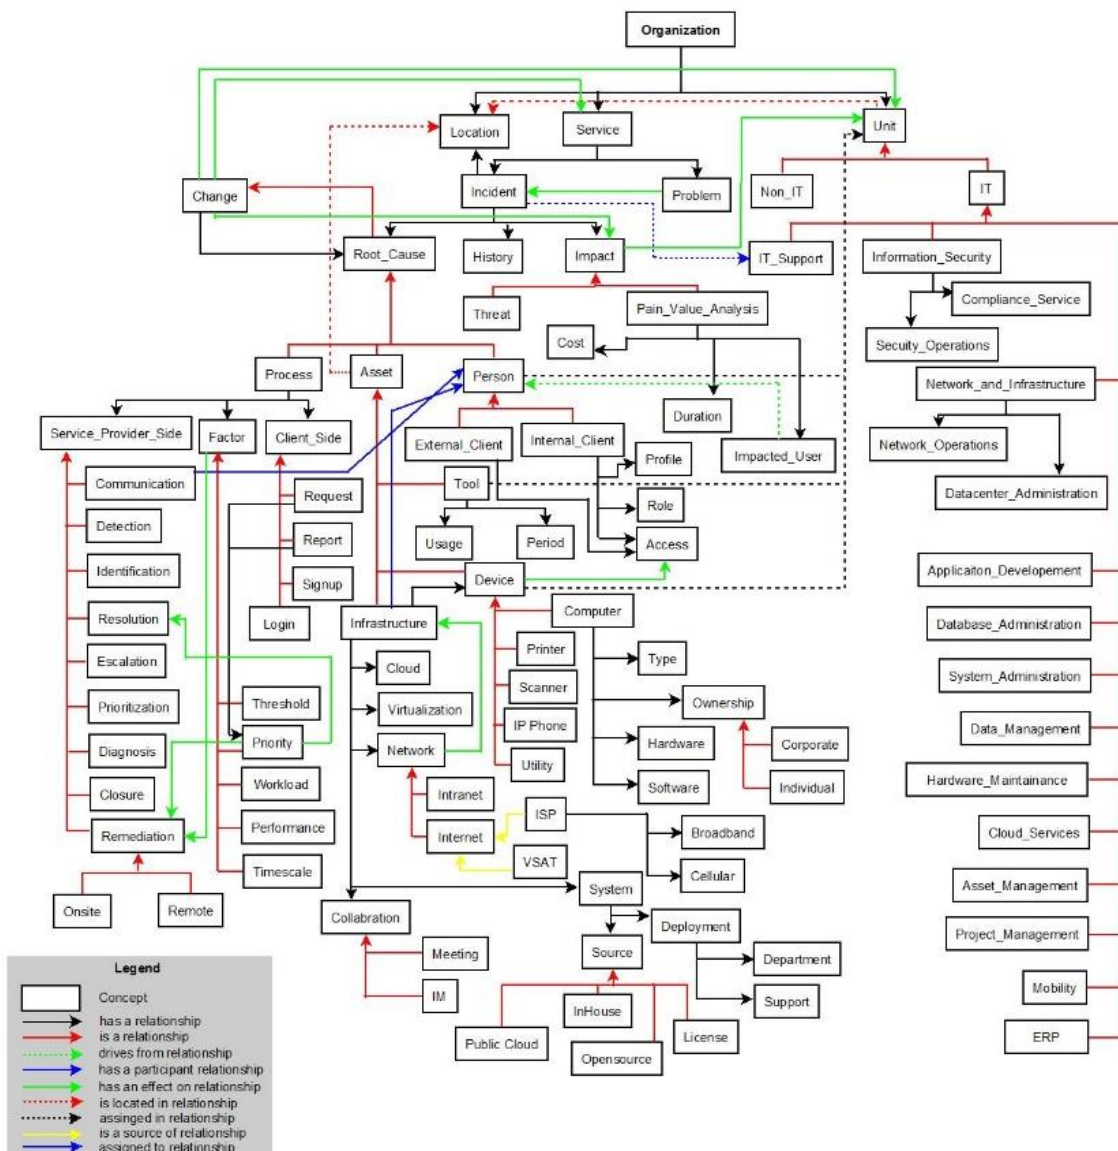 Organization
Location
Service
Unit
Change
Incident
Problem
Non_IT
IT
Root_Cause
History
Impact
IT_Support
Information_Security
Threat
Pain_Value_Analysis
Compliance_Service
Cost
Secuity_Operations
Process
Asset
Person
Network_and_Infrastructure
Duration
Service_Provider_Side
Factor
Client_Side
External_Client
Internal_Client
Impacted_User
Network_Operations
Communication
Request
Tool
Profile
Datacenter_Administration
Role
Detection
Report
Usage
Period
Access
Identification
Signup
Device
Applicaiton_Developement
Resolution
Login
Infrastructure
Computer
Database_Administration
Escalation
Cloud
Printer
Type
System_Administration
Scanner
Prioritization
Threshold
Virtualization
IP Phone
Ownership
Data_Management
Diagnosis
Priority
Network
Utility
Hardware
Corporate
Closure
Workload
Intranet
Software
Individual
Hardware_Maintainance
Remediation
Performance
Internet
ISP
Broadband
Cloud_Services
Timescale
VSAT
Cellular
Onsite
Remote
Collabration
System
Asset_Management
Deployment
Project_Management
Meeting
Source
Department
IM
InHouse
Support
Mobility
Public Cloud
Opensource
License
ERP
Legend
Concept
has a relationship
is a relationship
drives from relationship
has a participant relationship
has an effect on relationship
is located in relationship
assinged in relationship
is a source of relationship
assigned to relationship